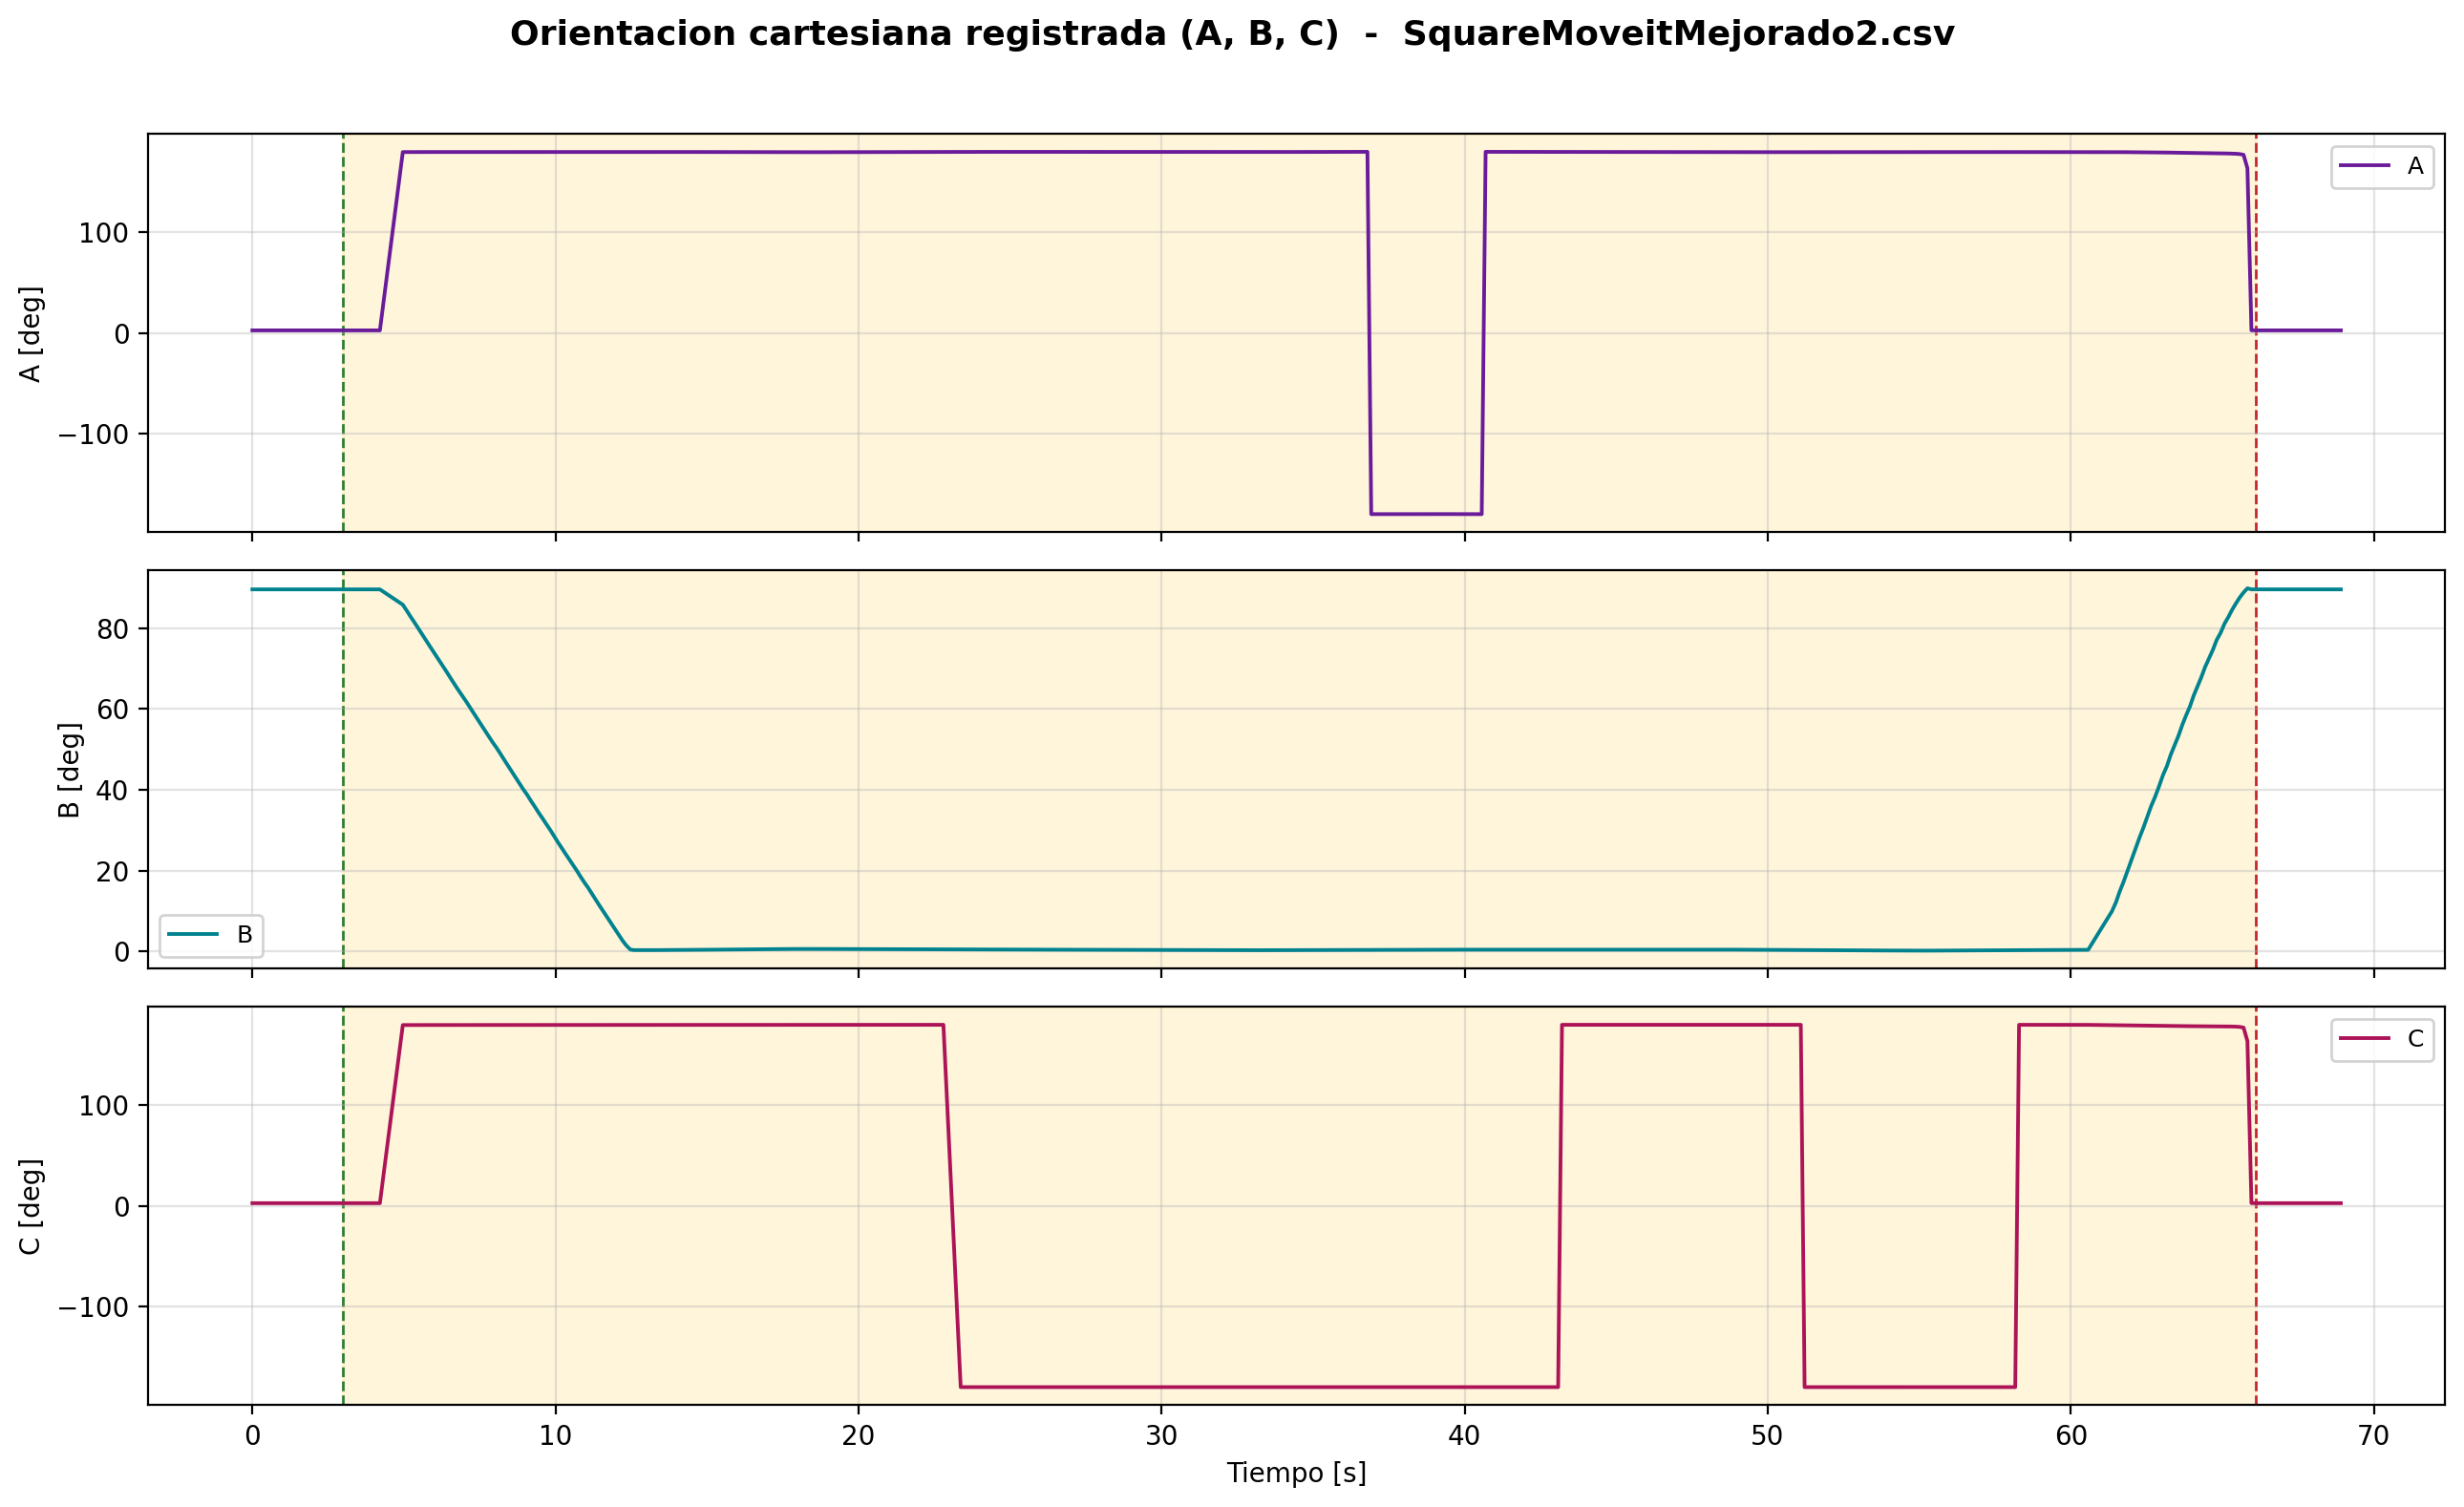 Orientacion cartesiana registrada (A, B, C)  -  SquareMoveitMejorado2.csv
A [deg]
100
0
−100
A
B [deg]
80
60
40
20
0
B
C [deg]
100
0
−100
C
0 10 20 30 40 50 60 70
Tiempo [s]